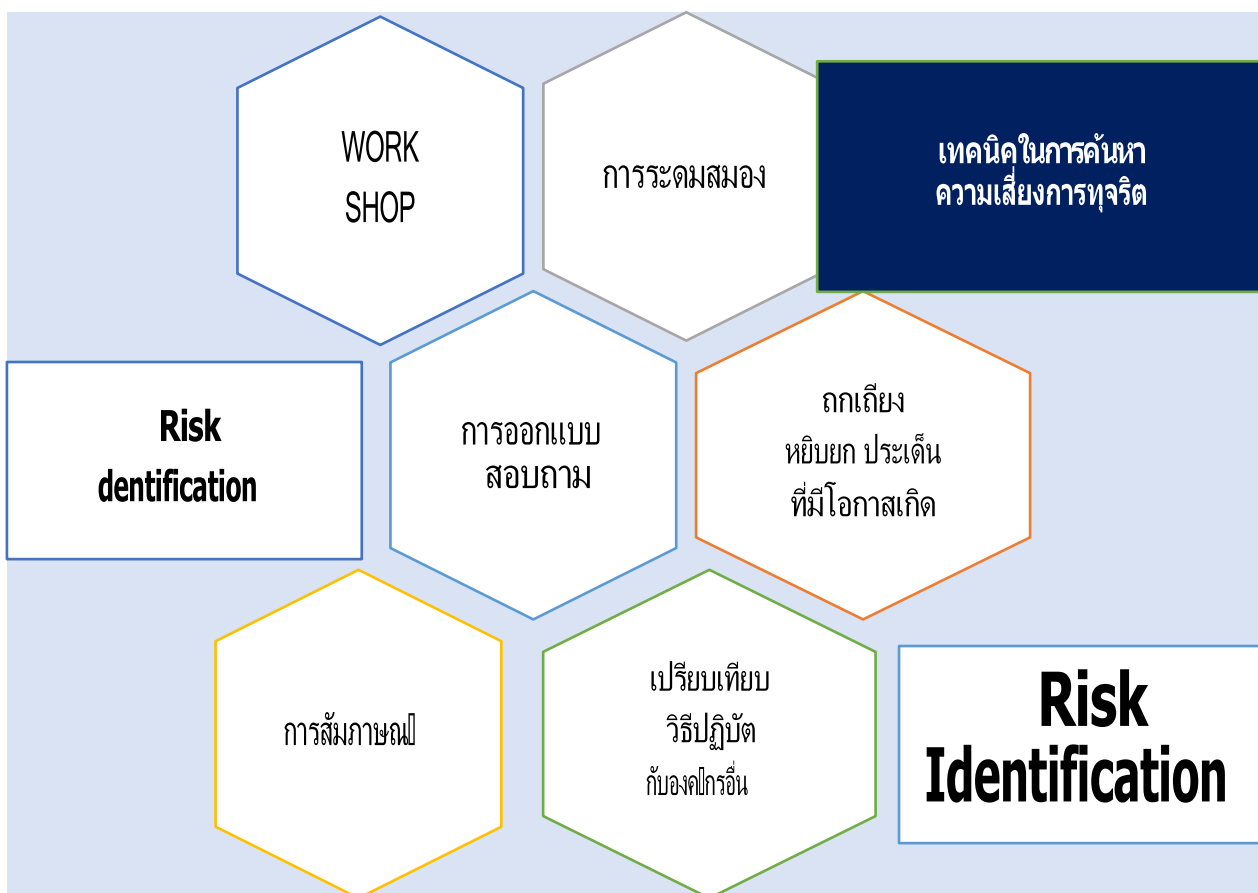 WORK
SHOP
การระดมสมอง
เทคนิคในการค้นหา
ความเสี่ยงการทุจริต
Risk
dentification
การออกแบบ
สอบถาม
ถกเถียง
หยิบยก ประเด็น
ที่มีโอกาสเกิด
การสัมภาษณ
เปรียบเทียบ
วิธีปฏิบัต
กับองค กรอื่น
Risk
Identification